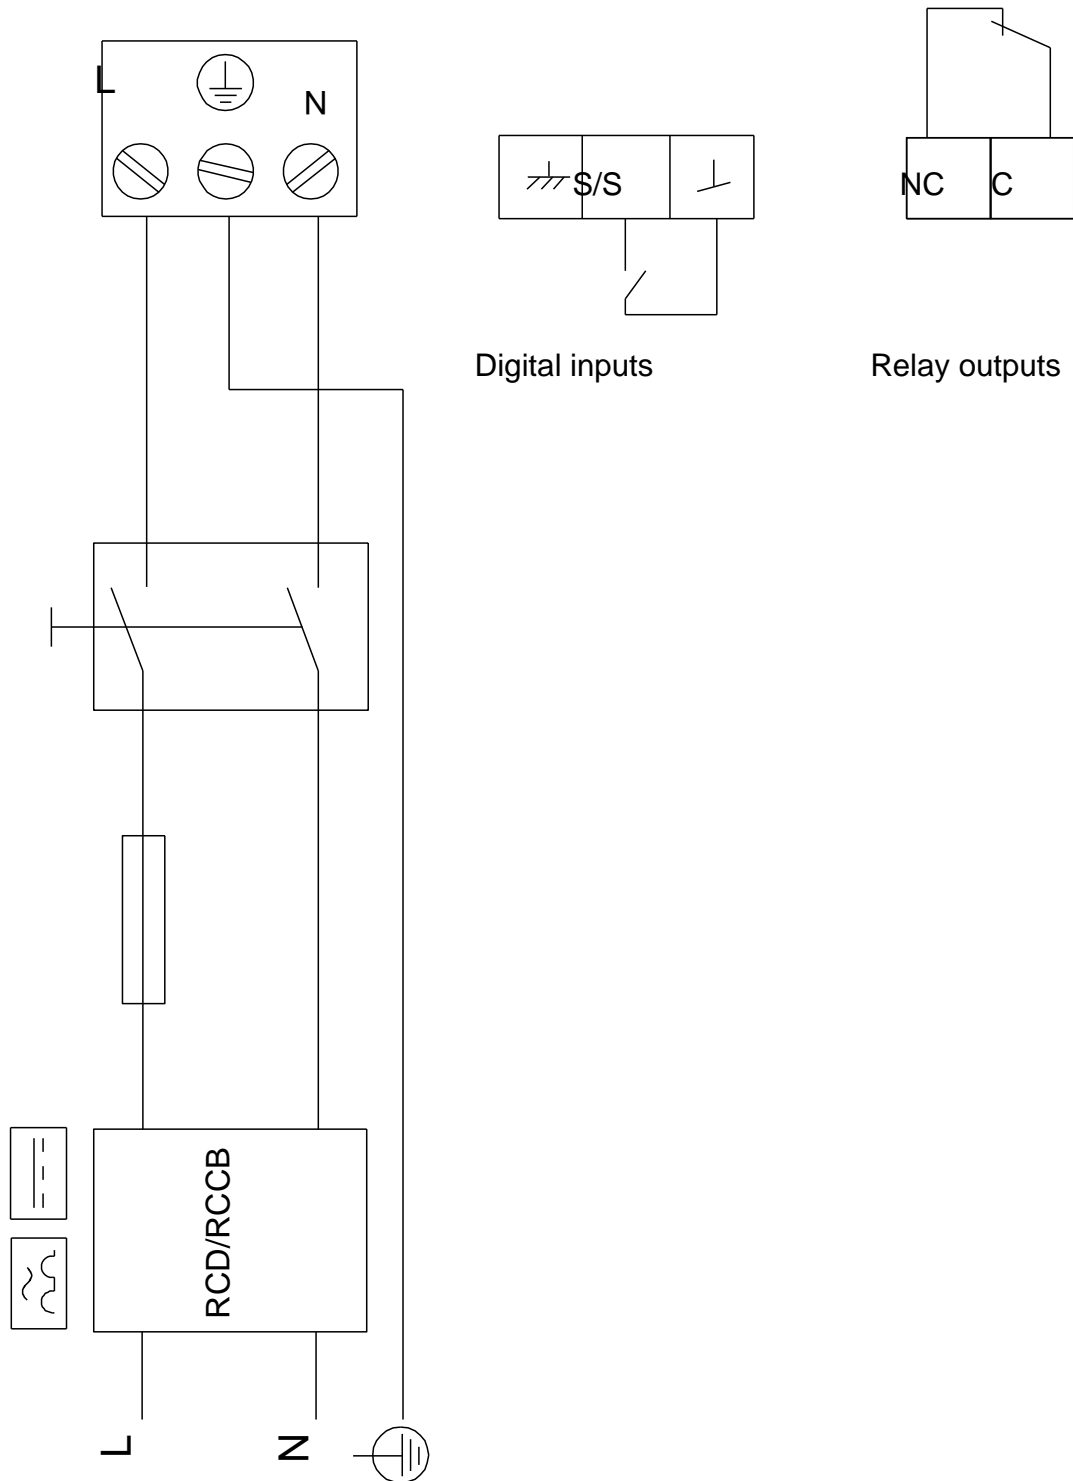 L
N
S/S
NC
C
Digital inputs
Relay outputs
RCD/RCCB
L
N